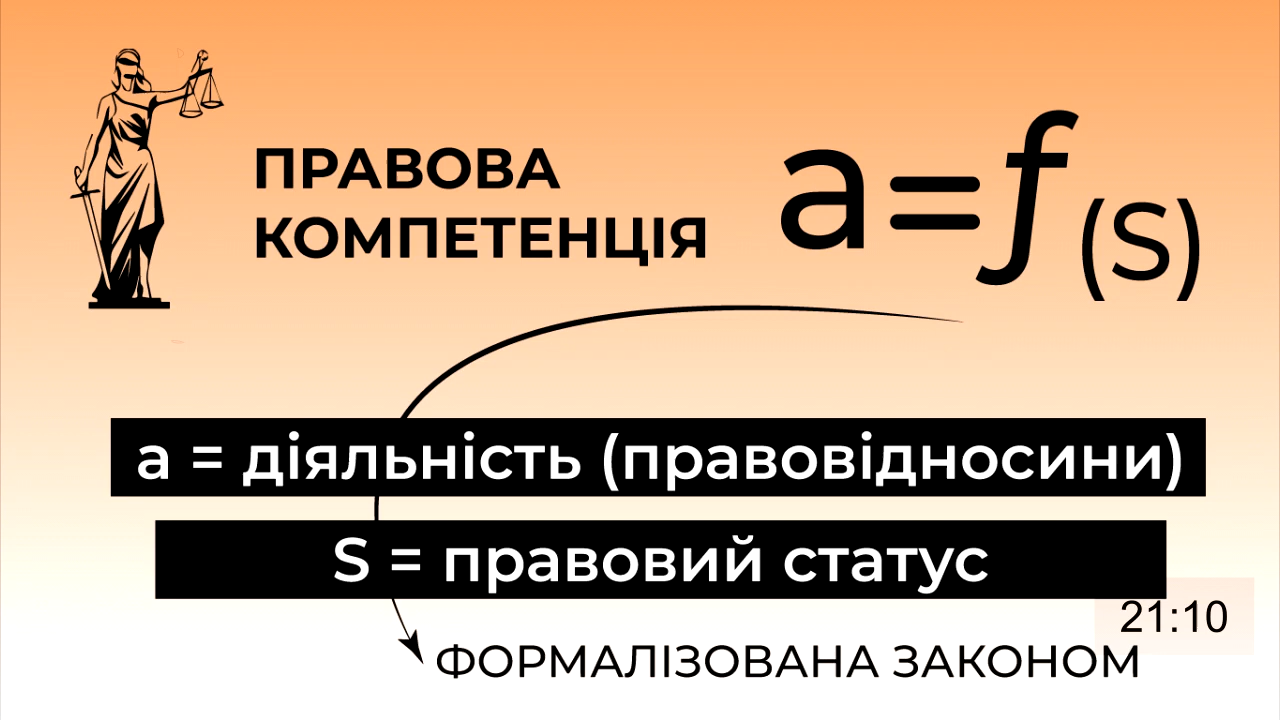 ПРАВОВА
КОМПЕТЕНЦІЯ
a=f(S)
a = діяльність (правовідносини)
S = правовий статус
21:10
ФОРМАЛІЗОВАНА ЗАКОНОМ